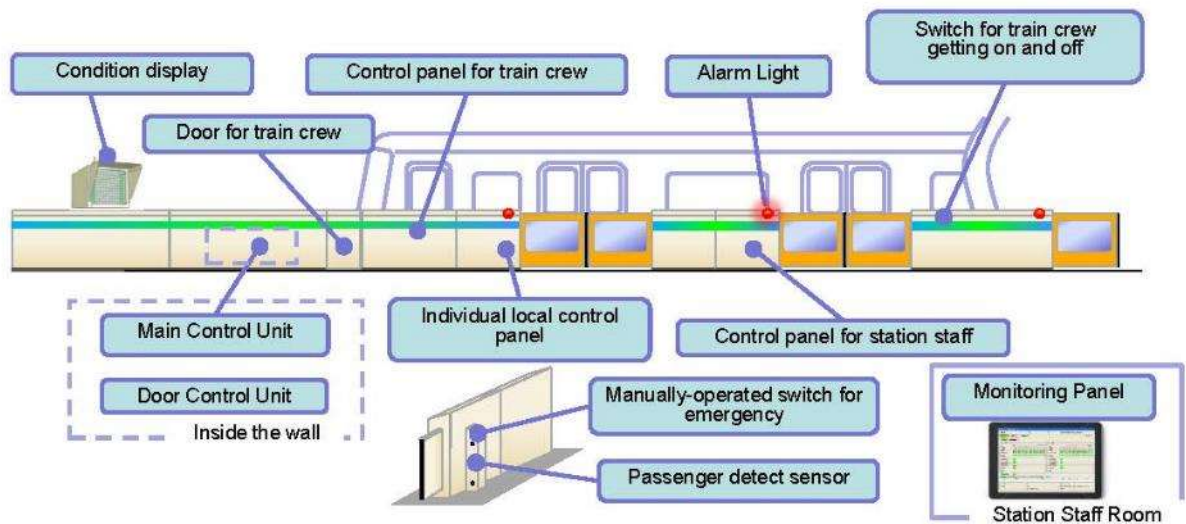 Condition display
Control panel for train crew
Alarm Light
Switch for train crew
getting on and off
Door for train crew
Main Control Unit
Door Control Unit
Inside the wall
Individual local control
panel
Control panel for station staff
Manually-operated switch for
emergency
Passenger detect sensor
Monitoring Panel
Station Staff Room